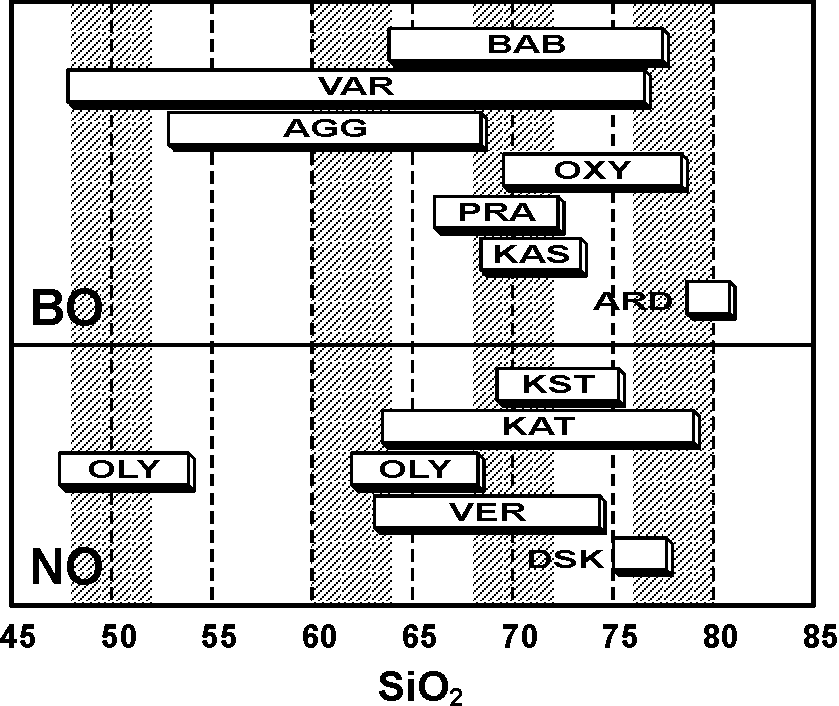 BAB
VAR
AGG
OXY
PRA
KAS
BO ARD
KST
KAT
OLY OLY
VER
NO DSK
45 50 55 60 65 70 75 80 85
SiO₂